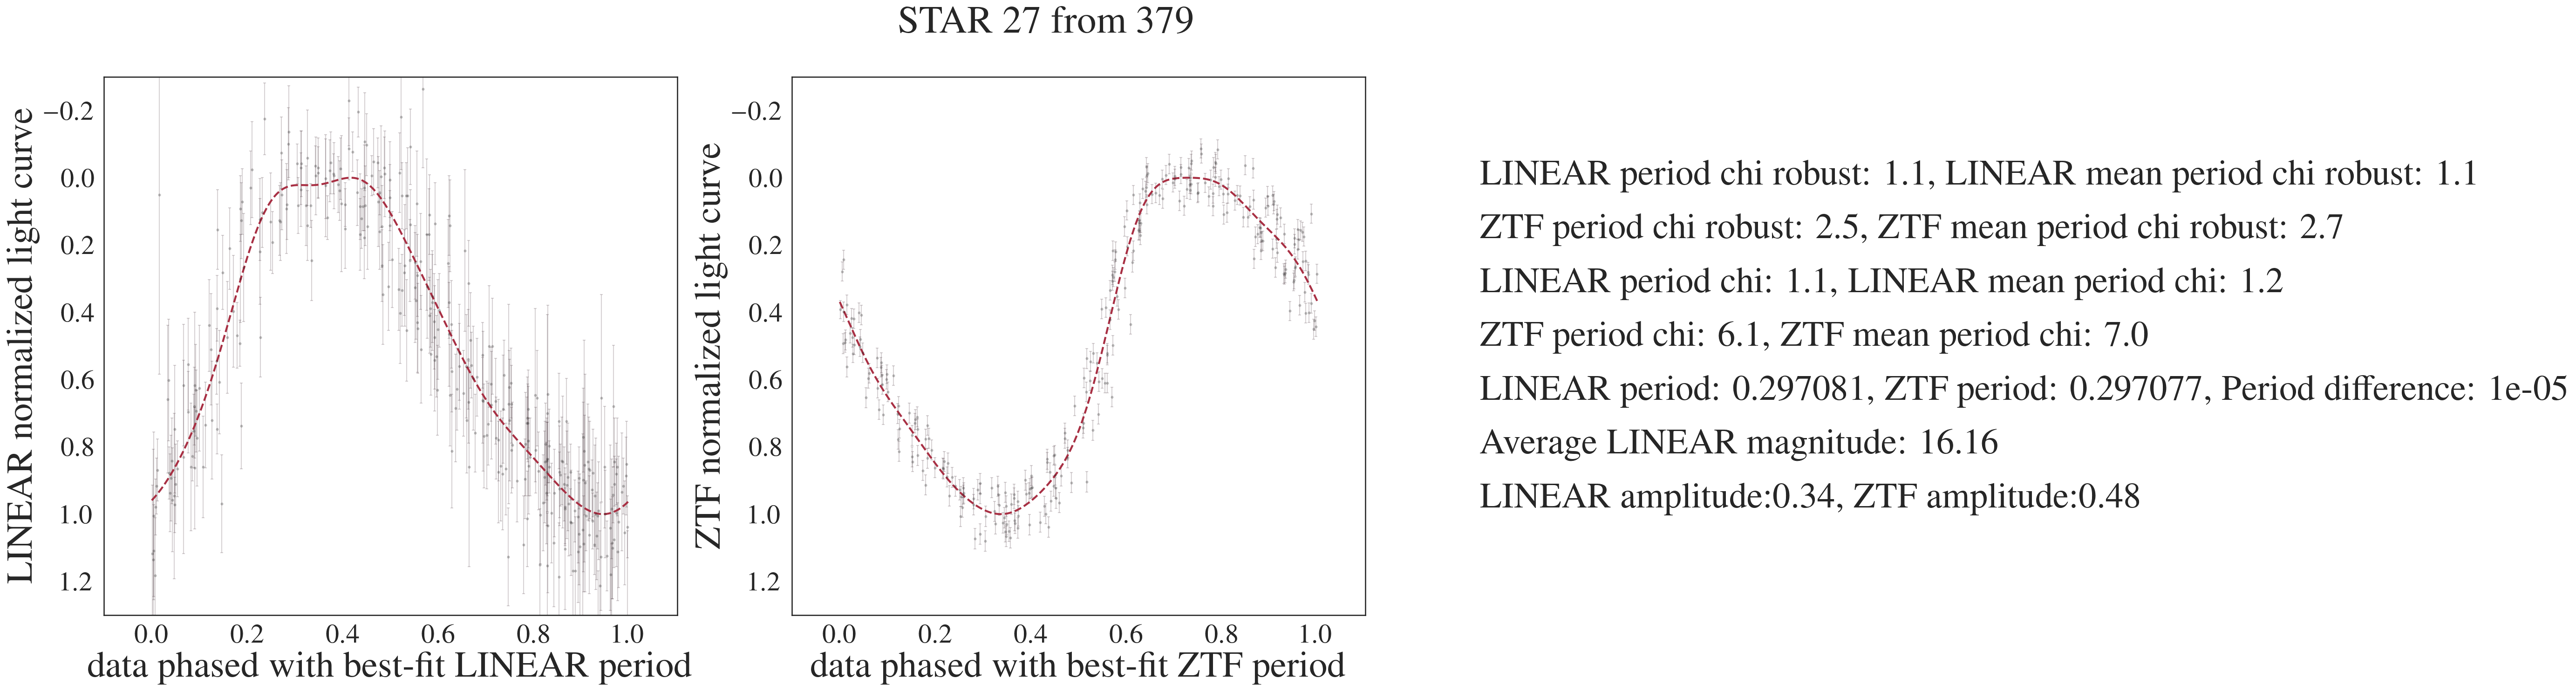 STAR 27 from 379
LINEAR normalized light curve
−0.2
0.0
0.2
0.4
0.6
0.8
1.0
1.2
0.0 0.2 0.4 0.6 0.8 1.0
data phased with best-fit LINEAR period
ZTF normalized light curve
−0.2
0.0
0.2
0.4
0.6
0.8
1.0
1.2
0.0 0.2 0.4 0.6 0.8 1.0
data phased with best-fit ZTF period
LINEAR period chi robust: 1.1, LINEAR mean period chi robust: 1.1
ZTF period chi robust: 2.5, ZTF mean period chi robust: 2.7
LINEAR period chi: 1.1, LINEAR mean period chi: 1.2
ZTF period chi: 6.1, ZTF mean period chi: 7.0
LINEAR period: 0.297081, ZTF period: 0.297077, Period difference: 1e-05
Average LINEAR magnitude: 16.16
LINEAR amplitude:0.34, ZTF amplitude:0.48